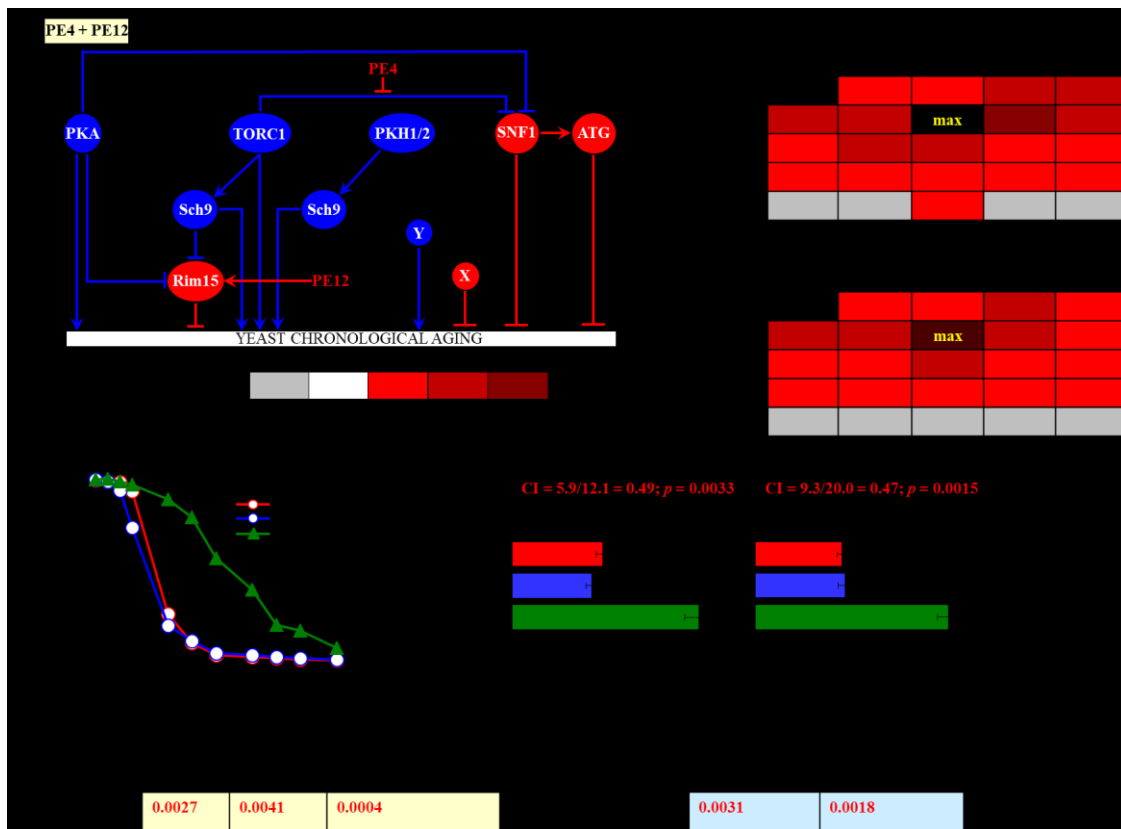 PE4 + PE12
PE4
PKA
TORC1
PKH1/2
SNF1
ATG
Sch9
Sch9
Y
X
Rim15
PE12
YEAST CHRONOLOGICAL AGING
max
max
CI = 5.9/12.1 = 0.49; p = 0.0033
CI = 9.3/20.0 = 0.47; p = 0.0015
0.0027
0.0041
0.0004
0.0031
0.0018